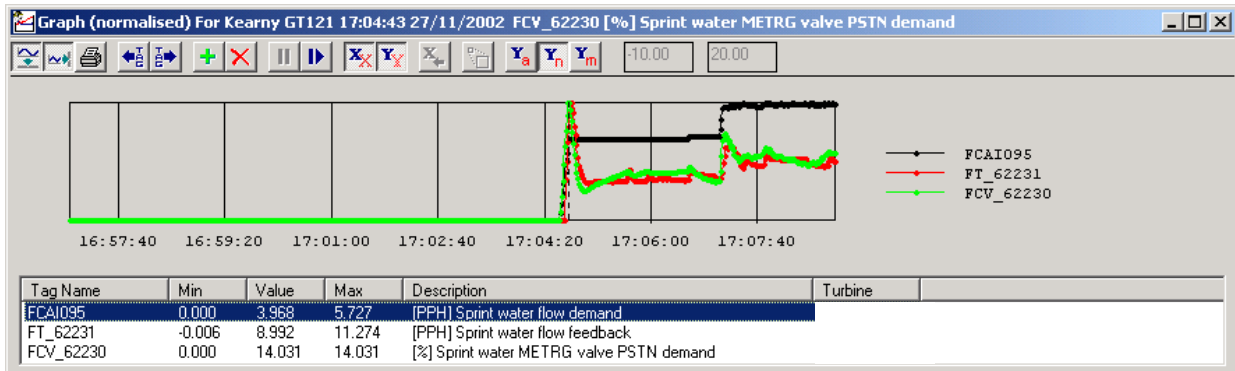 Graph (normalised) For Kearny GT121 17:04:43 27/11/2002 FCV_62230 [%] Sprint water METRG valve PSTN demand
T A G T A G X X Y Y X Ya Yn Ym -10.00 20.00
FCAI095
FT_62231
FCV_62230
16:57:40 16:59:20 17:01:00 17:02:40 17:04:20 17:06:00 17:07:40
Tag Name Min Value Max Description Turbine
FCAI095 0.000 3.968 5.727 [PPH] Sprint water flow demand
FT_62231 -0.006 8.992 11.274 [PPH] Sprint water flow feedback
FCV_62230 0.000 14.031 14.031 [%] Sprint water METRG valve PSTN demand